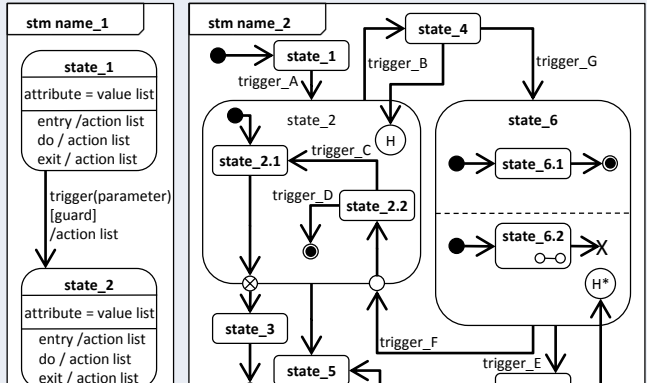 stm name_1
state_1
attribute = value list
entry /action list
do / action list
exit / action list
trigger(parameter)
[guard]
/action list
state_2
attribute = value list
entry /action list
do / action list
exit / action list
stm name_2
state_1
state_4
trigger_A
trigger_B
trigger_G
state_2
H
state_2.1
trigger_C
trigger_D
state_2.2
state_6
state_6.1
state_6.2
H*
state_3
state_5
trigger_F
trigger_E